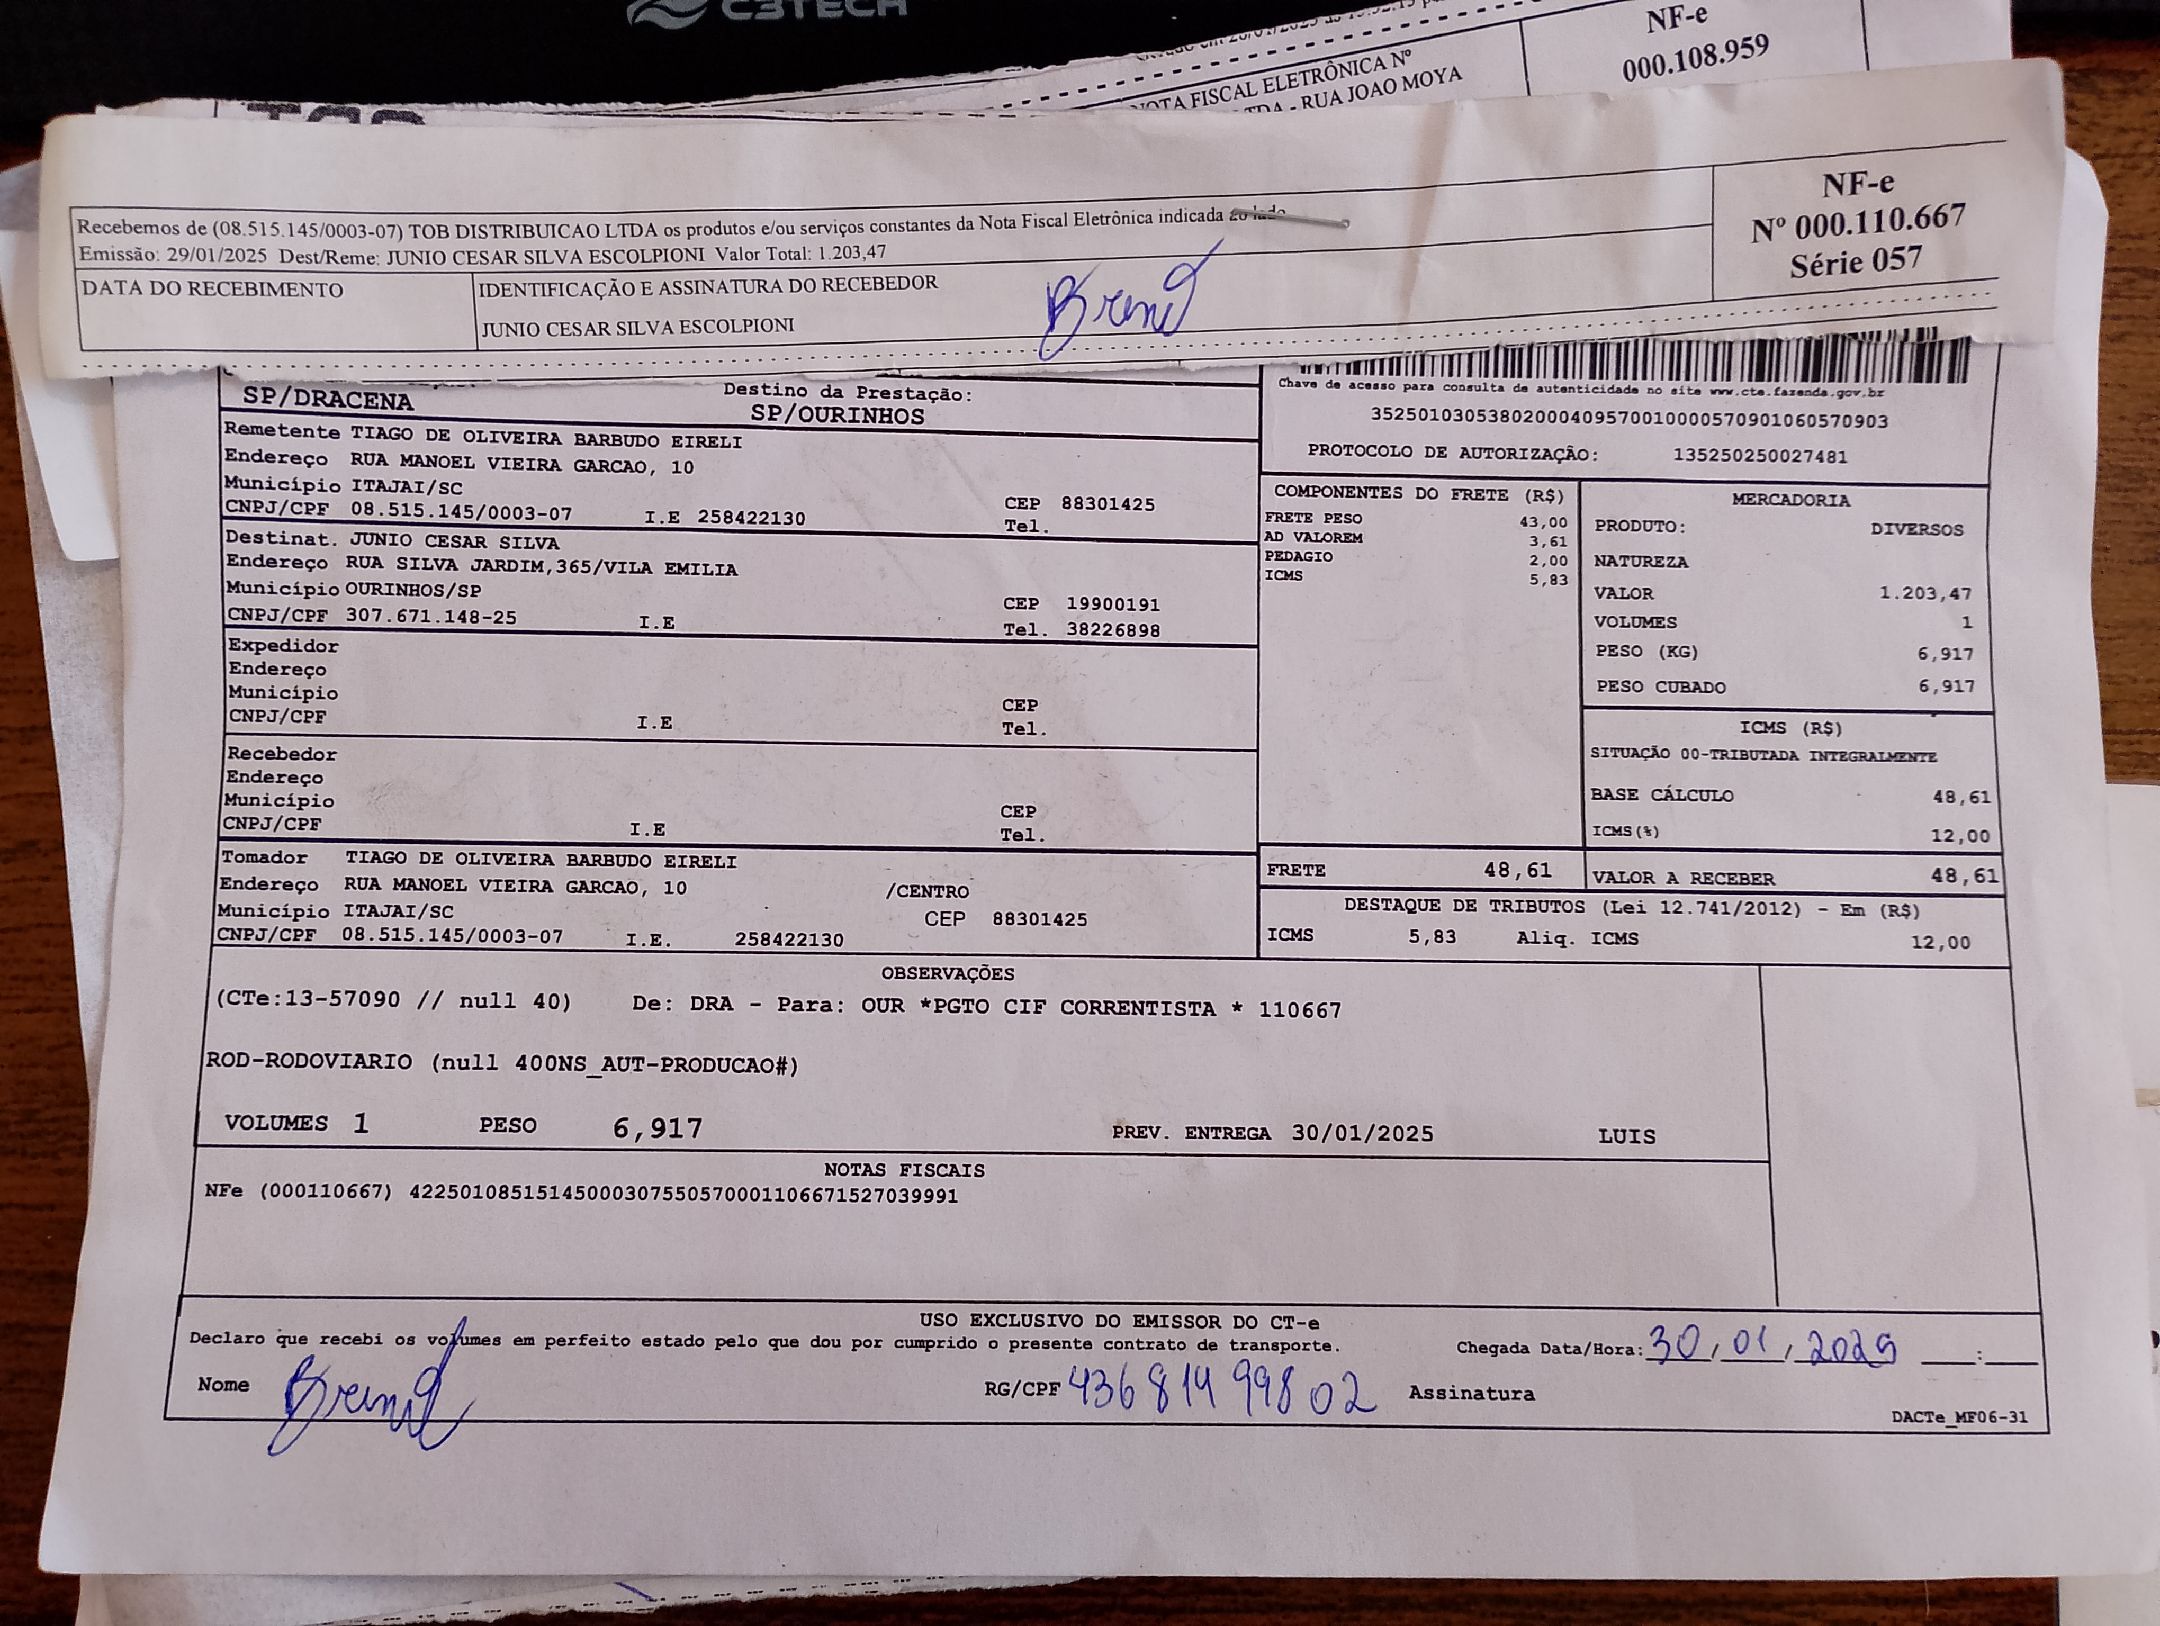 C3TECH
NF-e
000.108.959
NOTA FISCAL ELETRÔNICA Nº
LTDA - RUA JOAO MOYA
Recebemos de (08.515.145/0003-07) TOB DISTRIBUICAO LTDA os produtos e/ou serviços constantes da Nota Fiscal Eletrônica indicada ao lado
Emissão: 29/01/2025 Dest/Reme: JUNIO CESAR SILVA ESCOLPIONI Valor Total: 1.203,47
DATA DO RECEBIMENTO
IDENTIFICAÇÃO E ASSINATURA DO RECEBEDOR
JUNIO CESAR SILVA ESCOLPIONI
NF-e
Nº 000.110.667
Série 057
SP/DRACENA
Destino da Prestação:
SP/OURINHOS
Chave de acesso para consulta de autenticidade no site www.cte.fazenda.gov.br
35250103053802000409570010000570901060570903
PROTOCOLO DE AUTORIZAÇÃO: 135250250027481
Remetente TIAGO DE OLIVEIRA BARBUDO EIRELI
Endereço RUA MANOEL VIEIRA GARCAO, 10
Município ITAJAI/SC CEP 88301425
CNPJ/CPF 08.515.145/0003-07 I.E 258422130 Tel.
Destinat. JUNIO CESAR SILVA
Endereço RUA SILVA JARDIM,365/VILA EMILIA
Município OURINHOS/SP CEP 19900191
CNPJ/CPF 307.671.148-25 I.E Tel. 38226898
Expedidor
Endereço
Município CEP
CNPJ/CPF I.E Tel.
Recebedor
Endereço
Município CEP
CNPJ/CPF I.E Tel.
Tomador TIAGO DE OLIVEIRA BARBUDO EIRELI
Endereço RUA MANOEL VIEIRA GARCAO, 10 /CENTRO
Município ITAJAI/SC CEP 88301425
CNPJ/CPF 08.515.145/0003-07 I.E. 258422130
COMPONENTES DO FRETE (R$)
FRETE PESO 43,00
AD VALOREM 3,61
PEDAGIO 2,00
ICMS 5,83
MERCADORIA
PRODUTO: DIVERSOS
NATUREZA
VALOR 1.203,47
VOLUMES 1
PESO (KG) 6,917
PESO CUBADO 6,917
ICMS (R$)
SITUAÇÃO 00-TRIBUTADA INTEGRALMENTE
BASE CÁLCULO 48,61
ICMS(%) 12,00
FRETE 48,61
VALOR A RECEBER 48,61
DESTAQUE DE TRIBUTOS (Lei 12.741/2012) - Em (R$)
ICMS 5,83 Aliq. ICMS 12,00
OBSERVAÇÕES
(CTe:13-57090 // null 40) De: DRA - Para: OUR *PGTO CIF CORRENTISTA * 110667
ROD-RODOVIARIO (null 400NS_AUT-PRODUCAO#)
VOLUMES 1 PESO 6,917 PREV. ENTREGA 30/01/2025 LUIS
NOTAS FISCAIS
NFe (000110667) 42250108515145000307550570001106671527039991
USO EXCLUSIVO DO EMISSOR DO CT-e
Declaro que recebi os volumes em perfeito estado pelo que dou por cumprido o presente contrato de transporte.
Chegada Data/Hora: 30,01,2025 ___:___
Nome
RG/CPF 43681499802
Assinatura
DACTe_MF06-31